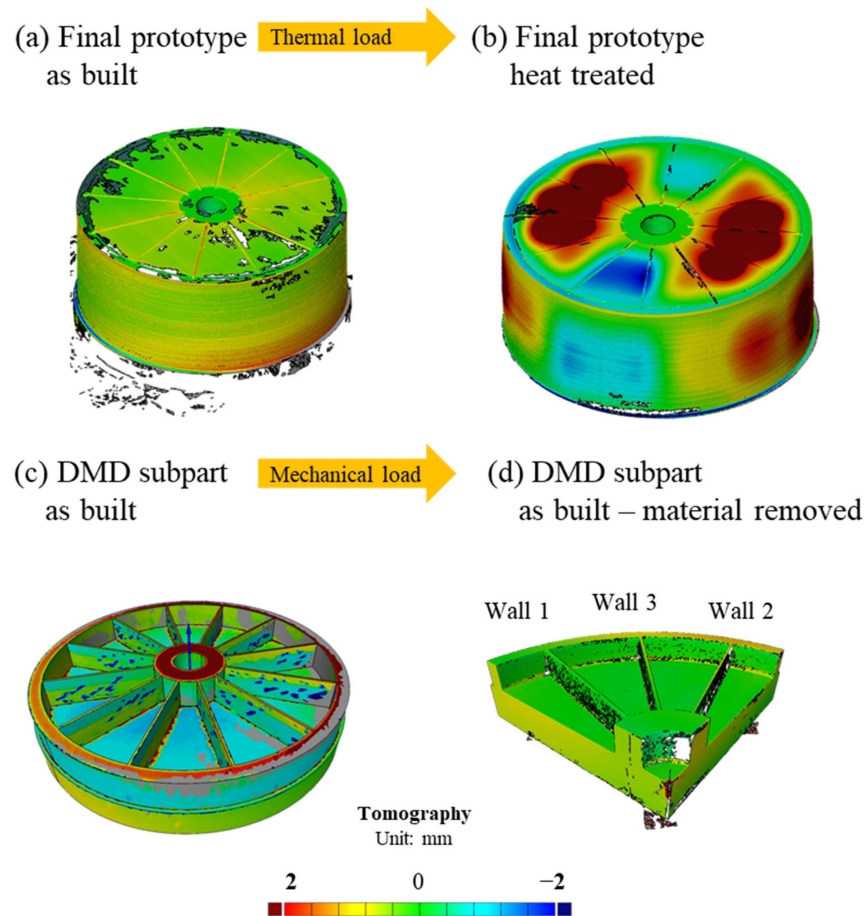 (a) Final prototype
as built
Thermal load
(b) Final prototype
heat treated
(c) DMD subpart
as built
Mechanical load
(d) DMD subpart
as built – material removed
Wall 1
Wall 3
Wall 2
Tomography
Unit: mm
2 0 −2